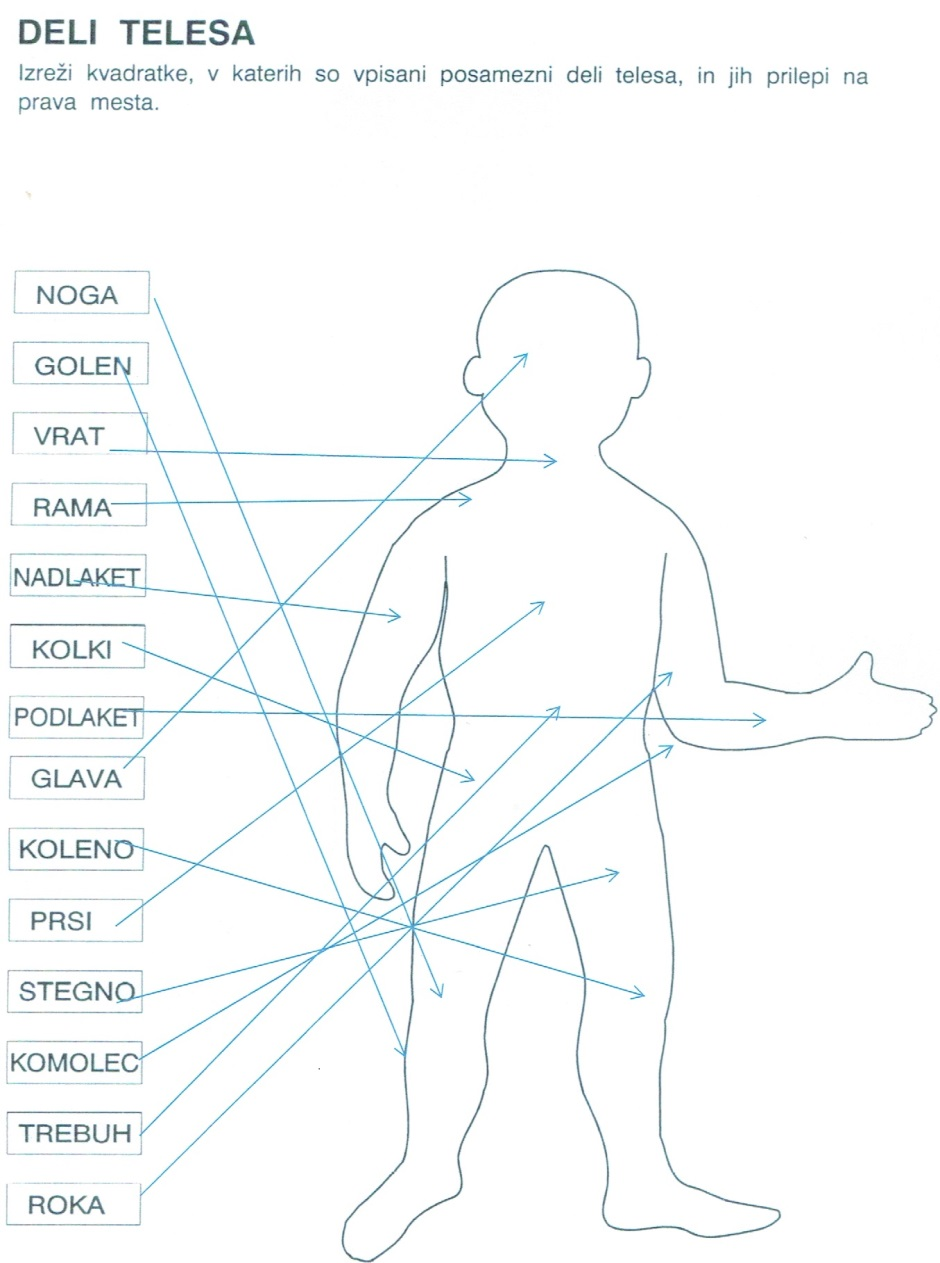 DELI TELESA
Izreži kvadratke, v katerih so vpisani posamezni deli telesa, in jih prilepi na
prava mesta.
NOGA
GOLEN
VRAT
RAMA
NADLAKET
KOLKI
PODLAKET
GLAVA
KOLENO
PRSI
STEGNO
KOMOLEC
TREBUH
ROKA